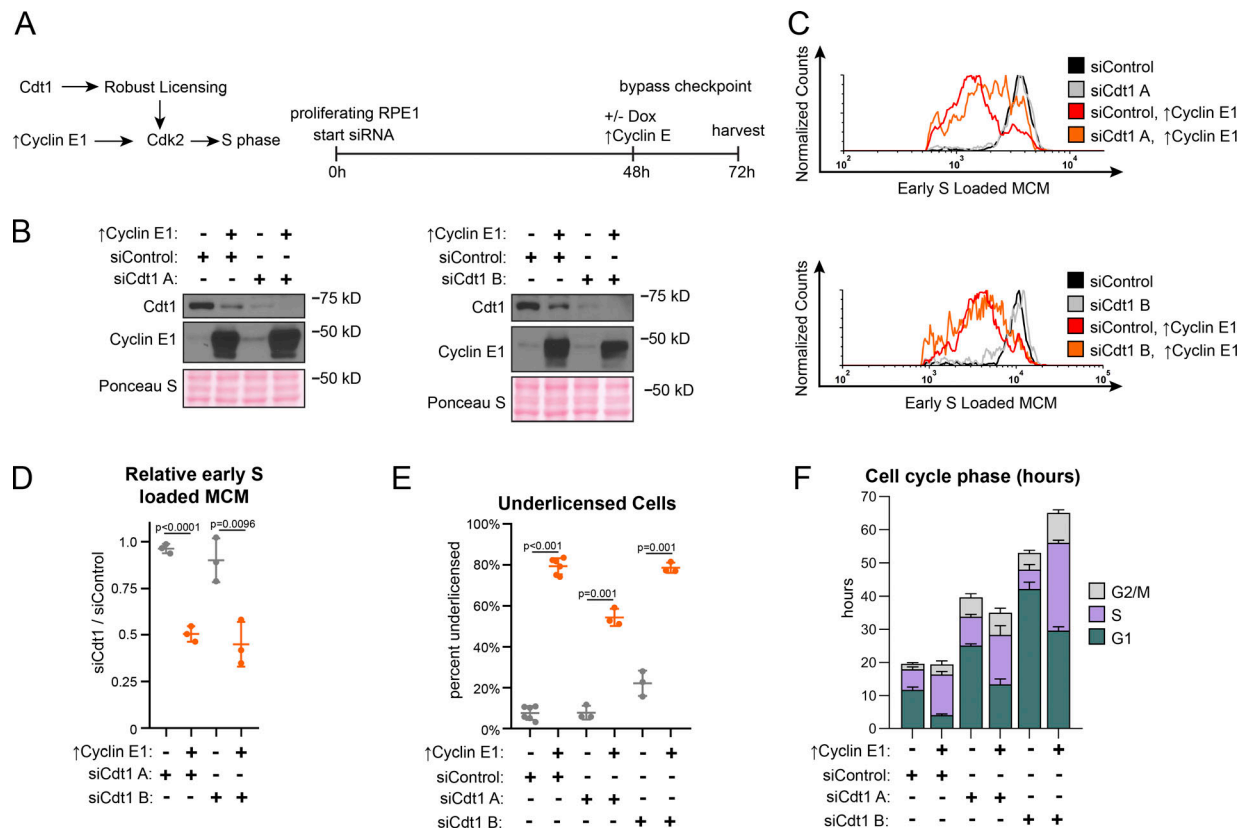 A
Cdt1
Robust Licensing
↑Cyclin E1
Cdk2
S phase
proliferating RPE1
start siRNA
bypass checkpoint
+/- Dox
↑Cyclin E
harvest
0h
48h
72h
B
↑Cyclin E1: - + - +
siControl: + + - -
siCdt1 A: - - + +
Cdt1
–75 kD
Cyclin E1
–50 kD
Ponceau S
–50 kD
↑Cyclin E1: - + - +
siControl: + + - -
siCdt1 B: - - + +
Cdt1
–75 kD
Cyclin E1
–50 kD
Ponceau S
–50 kD
C
Normalized Counts
siControl
siCdt1 A
siControl, ↑Cyclin E1
siCdt1 A, ↑Cyclin E1
10² 10³ 10⁴
Early S Loaded MCM
Normalized Counts
siControl
siCdt1 B
siControl, ↑Cyclin E1
siCdt1 B, ↑Cyclin E1
10² 10³ 10⁴ 10⁵
Early S Loaded MCM
D
Relative early S
loaded MCM
p<0.0001
p=0.0096
siCdt1 / siControl
1.0
0.75
0.5
0.25
0
↑Cyclin E1: - + - +
siCdt1 A: + + - -
siCdt1 B: - - + +
E
Underlicensed Cells
percent underlicensed
100%
80%
60%
40%
20%
0%
p<0.001
p=0.001
p=0.001
↑Cyclin E1: - + - + - +
siControl: + + - - - -
siCdt1 A: - - + + - -
siCdt1 B: - - - - + +
F
Cell cycle phase (hours)
hours
70
60
50
40
30
20
10
0
G2/M
S
G1
↑Cyclin E1: - + - + - +
siControl: + + - - - -
siCdt1 A: - - + + - -
siCdt1 B: - - - - + +